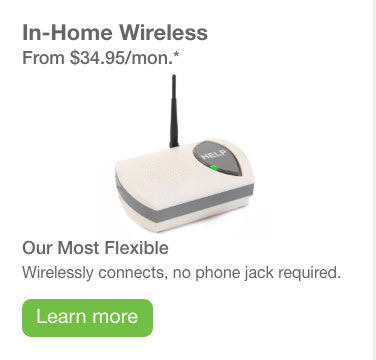 In-Home Wireless
From $34.95/mon.*
HELP
Our Most Flexible
Wirelessly connects, no phone jack required.
Learn more